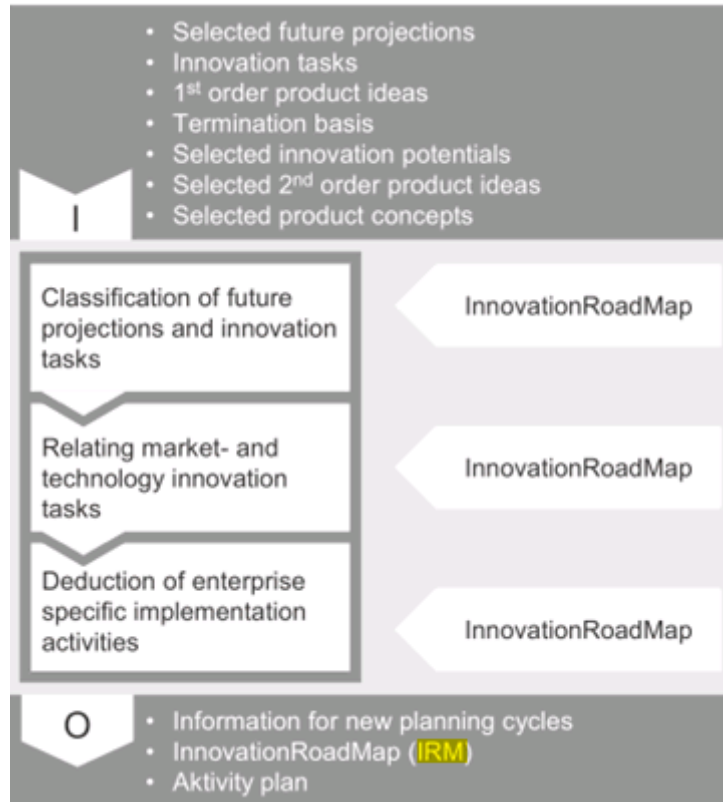 • Selected future projections
• Innovation tasks
• 1st order product ideas
• Termination basis
• Selected innovation potentials
• Selected 2nd order product ideas
• Selected product concepts
I
Classification of future
projections and innovation
tasks
InnovationRoadMap
Relating market- and
technology innovation
tasks
InnovationRoadMap
Deduction of enterprise
specific implementation
activities
InnovationRoadMap
O
• Information for new planning cycles
• InnovationRoadMap (IRM)
• Aktivity plan